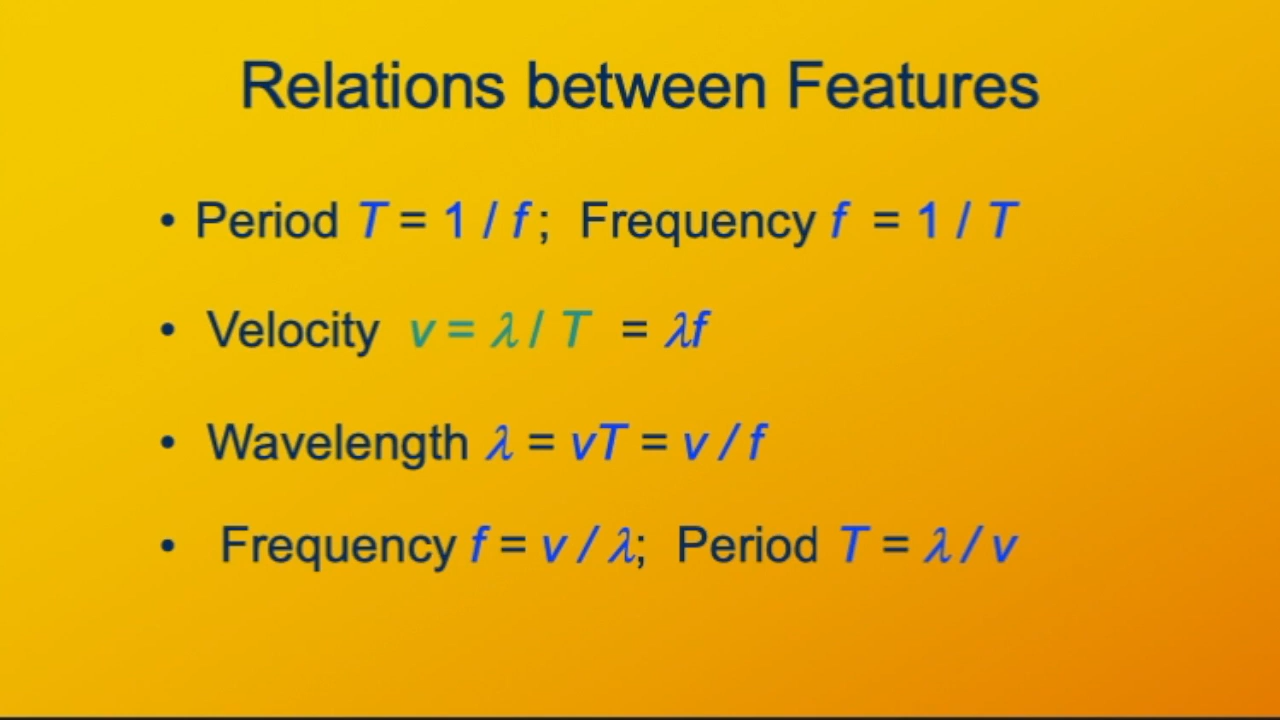 Relations between Features
• Period T = 1 / f ; Frequency f = 1 / T
• Velocity v = λ / T = λf
• Wavelength λ = vT = v / f
• Frequency f = v / λ; Period T = λ / v